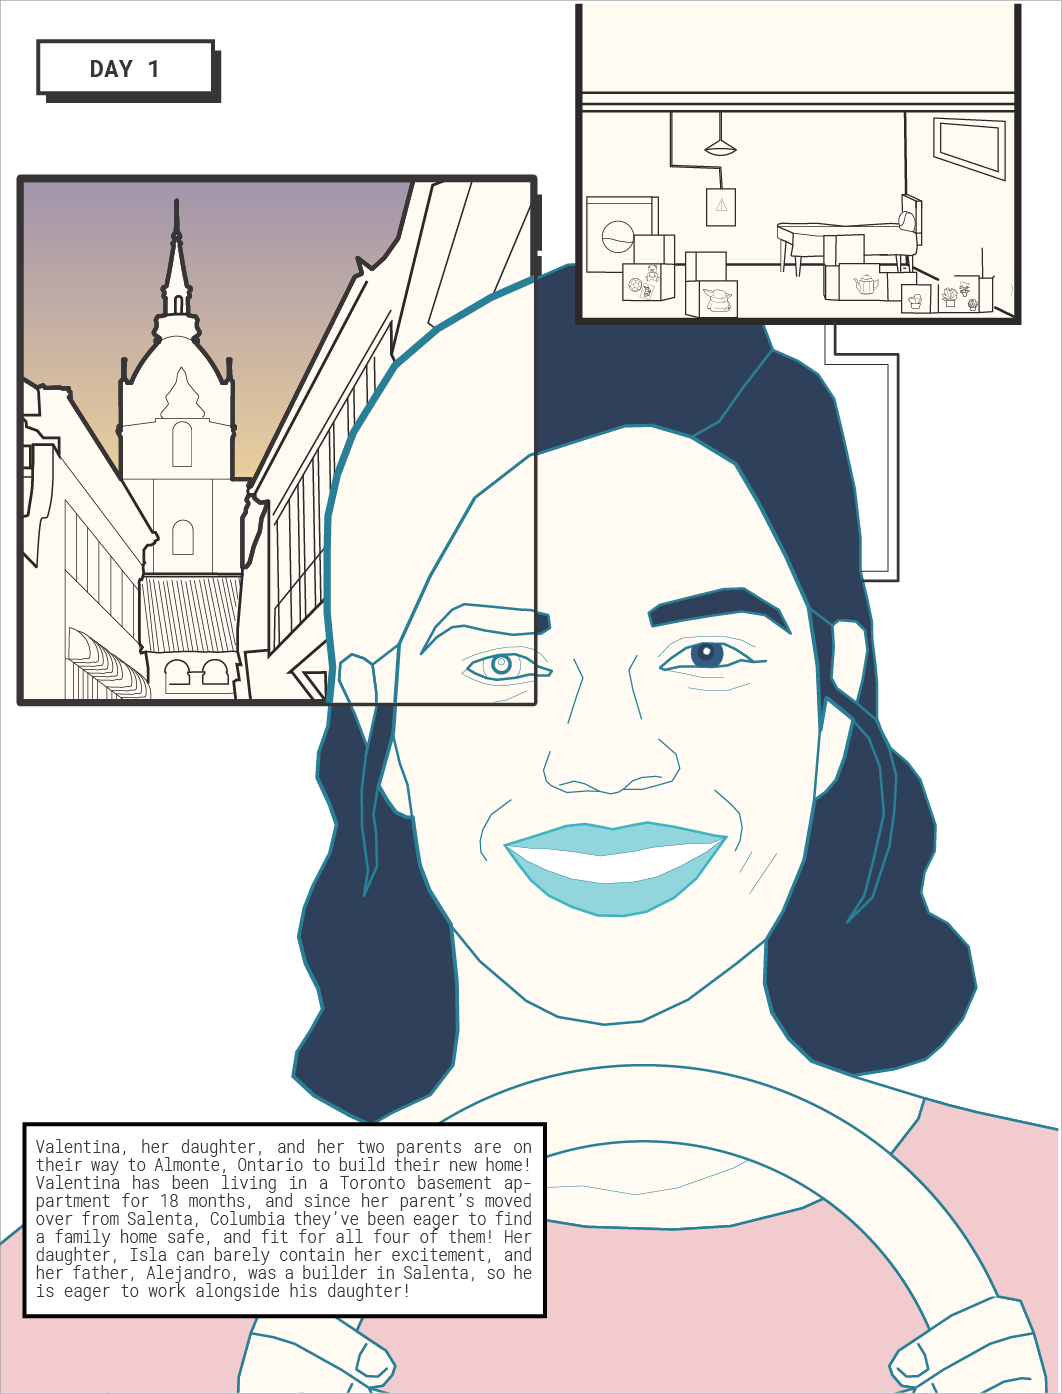 DAY 1
Valentina, her daughter, and her two parents are on
their way to Almonte, Ontario to build their new home!
Valentina has been living in a Toronto basement ap-
partment for 18 months, and since her parent's moved
over from Salenta, Columbia they've been eager to find
a family home safe, and fit for all four of them! Her
daughter, Isla can barely contain her excitement, and
her father, Alejandro, was a builder in Salenta, so he
is eager to work alongside his daughter!